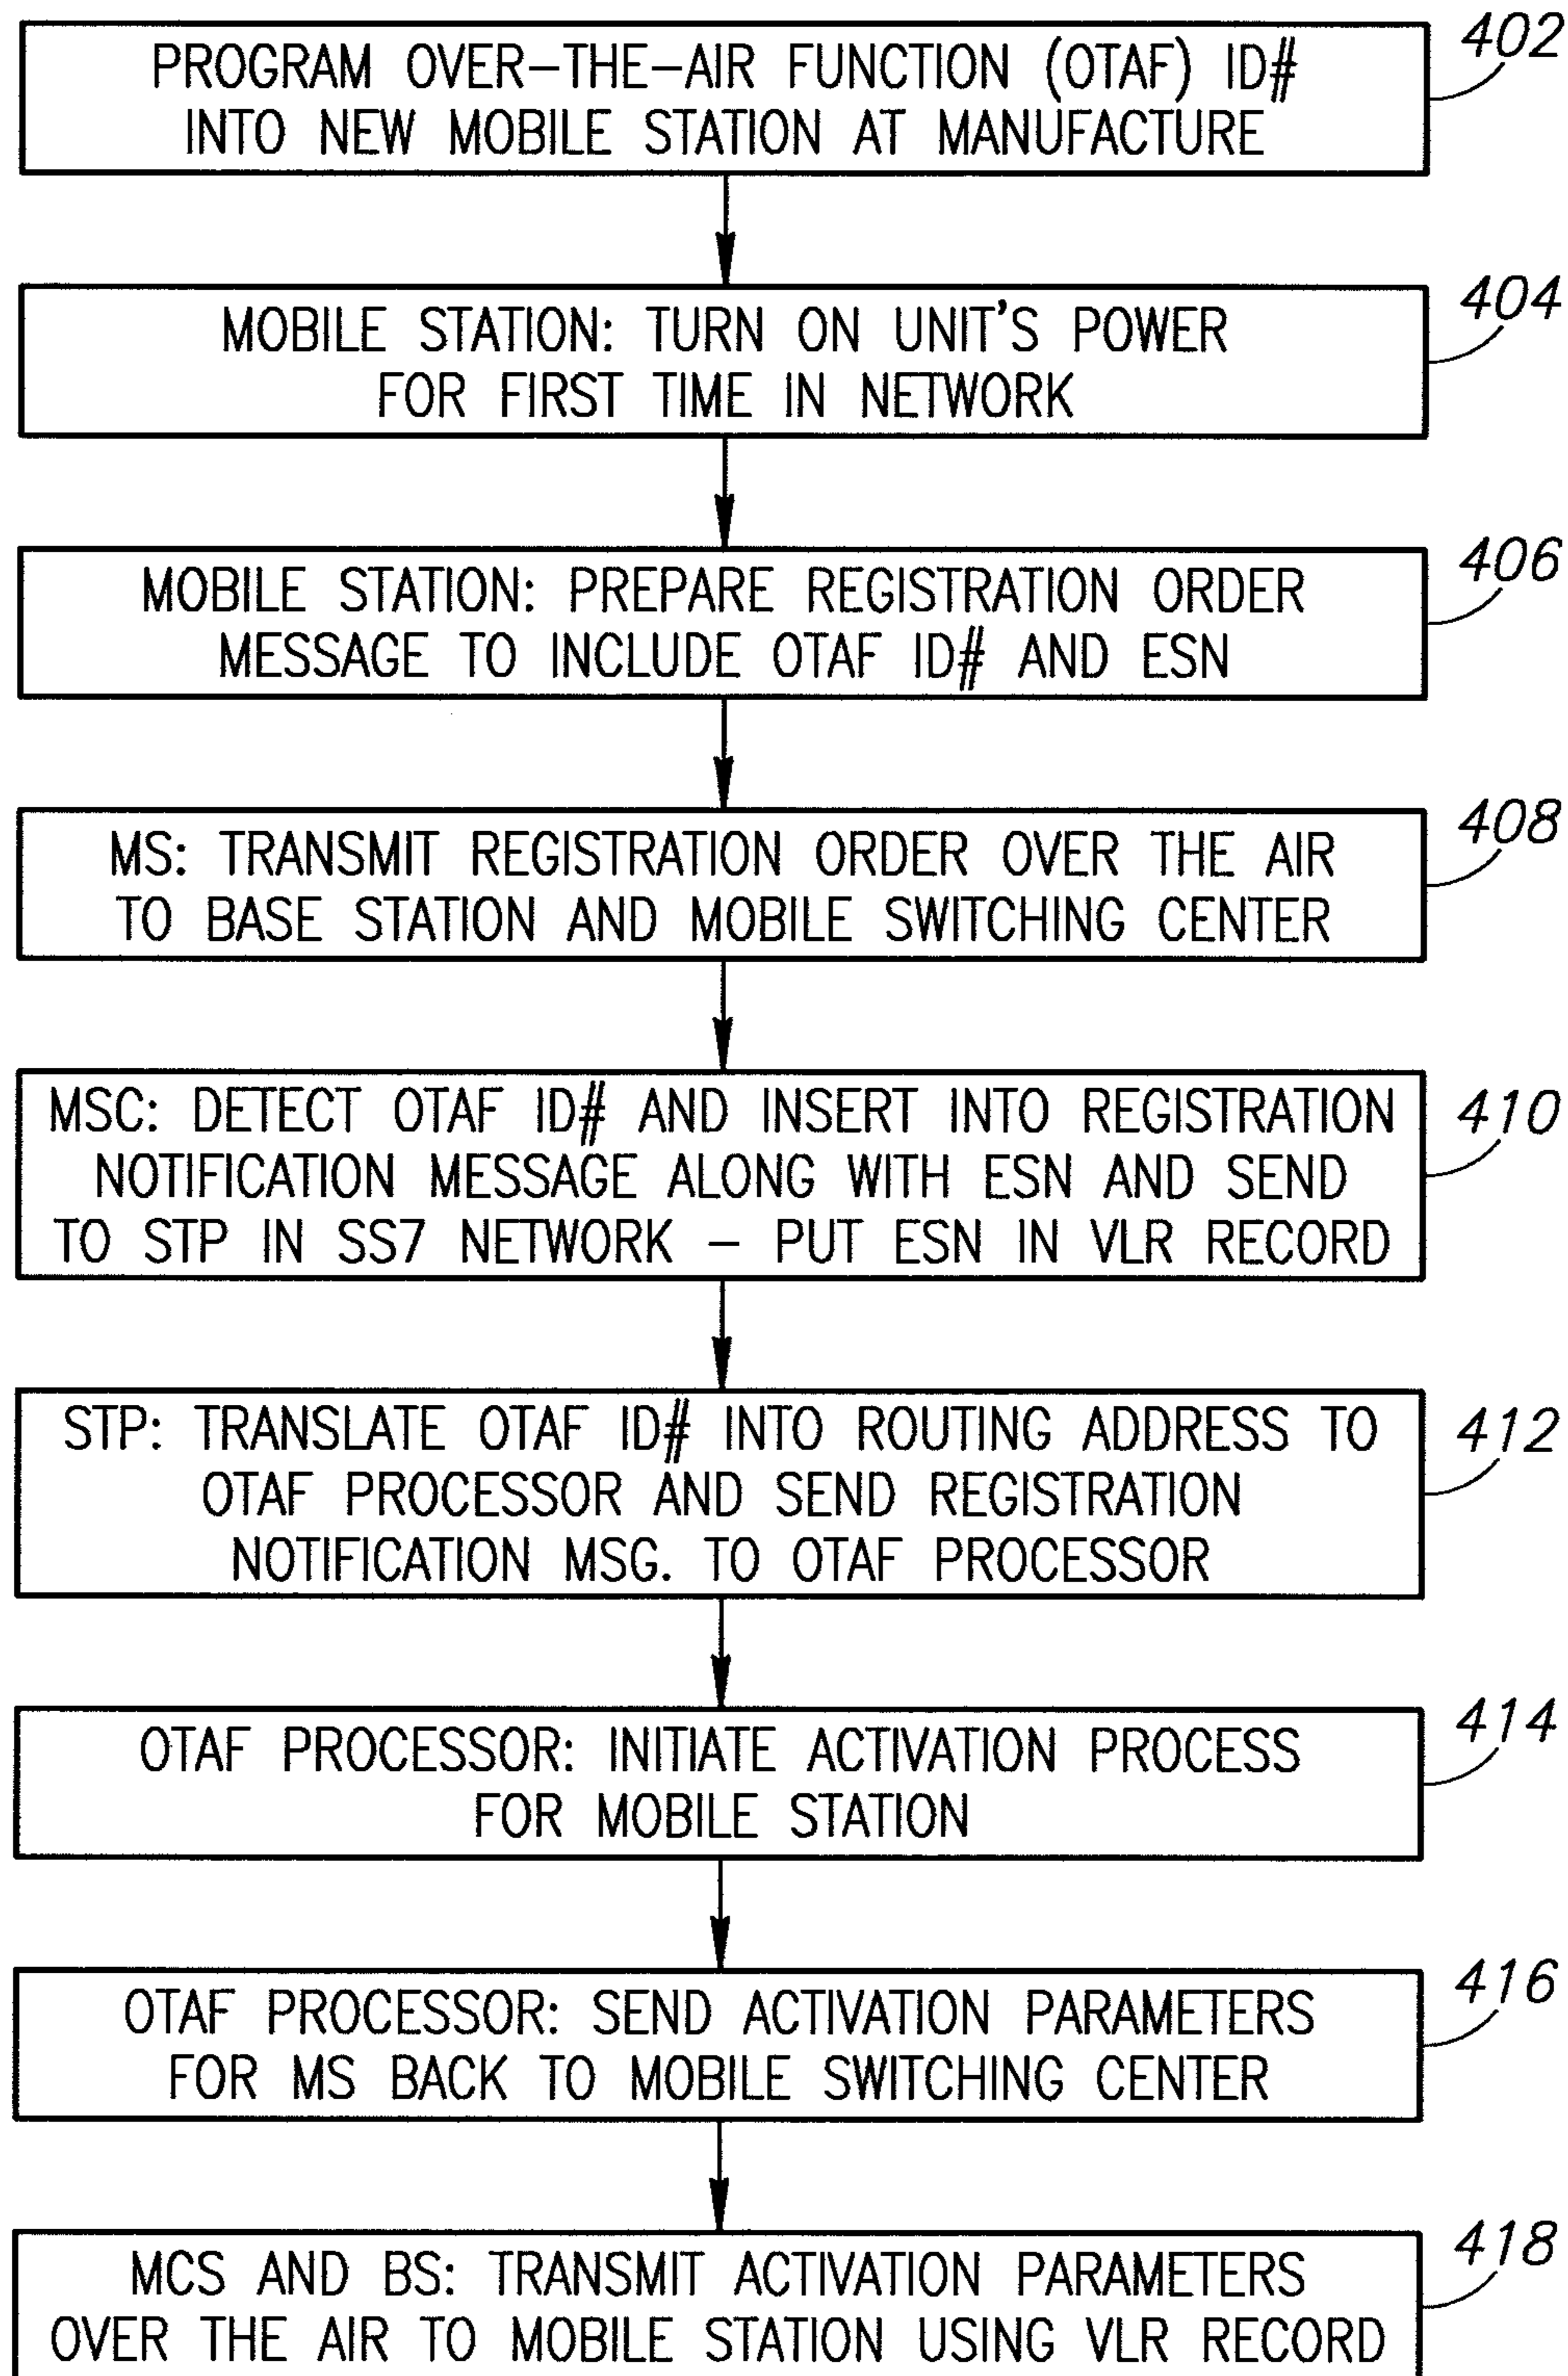 PROGRAM OVER-THE-AIR FUNCTION (OTAF) ID#
INTO NEW MOBILE STATION AT MANUFACTURE
402
MOBILE STATION: TURN ON UNIT'S POWER
FOR FIRST TIME IN NETWORK
404
MOBILE STATION: PREPARE REGISTRATION ORDER
MESSAGE TO INCLUDE OTAF ID# AND ESN
406
MS: TRANSMIT REGISTRATION ORDER OVER THE AIR
TO BASE STATION AND MOBILE SWITCHING CENTER
408
MSC: DETECT OTAF ID# AND INSERT INTO REGISTRATION
NOTIFICATION MESSAGE ALONG WITH ESN AND SEND
TO STP IN SS7 NETWORK – PUT ESN IN VLR RECORD
410
STP: TRANSLATE OTAF ID# INTO ROUTING ADDRESS TO
OTAF PROCESSOR AND SEND REGISTRATION
NOTIFICATION MSG. TO OTAF PROCESSOR
412
OTAF PROCESSOR: INITIATE ACTIVATION PROCESS
FOR MOBILE STATION
414
OTAF PROCESSOR: SEND ACTIVATION PARAMETERS
FOR MS BACK TO MOBILE SWITCHING CENTER
416
MCS AND BS: TRANSMIT ACTIVATION PARAMETERS
OVER THE AIR TO MOBILE STATION USING VLR RECORD
418